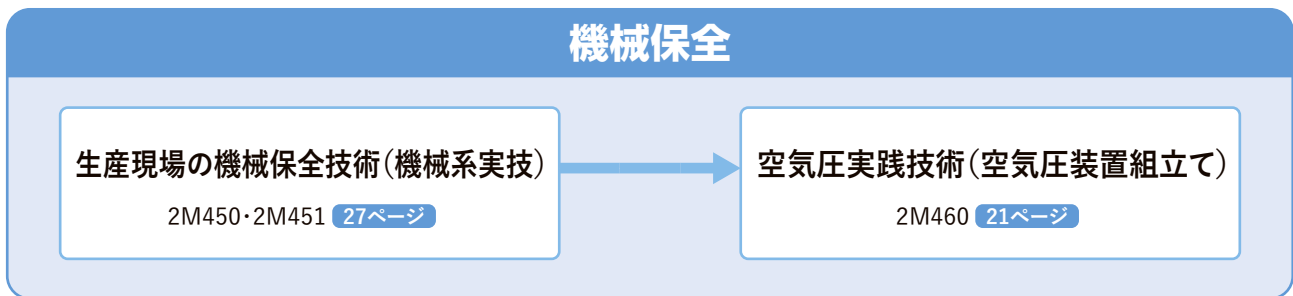 機械保全
生産現場の機械保全技術(機械系実技)
2M450・2M451 27ページ
空気圧実践技術(空気圧装置組立て)
2M460 21ページ